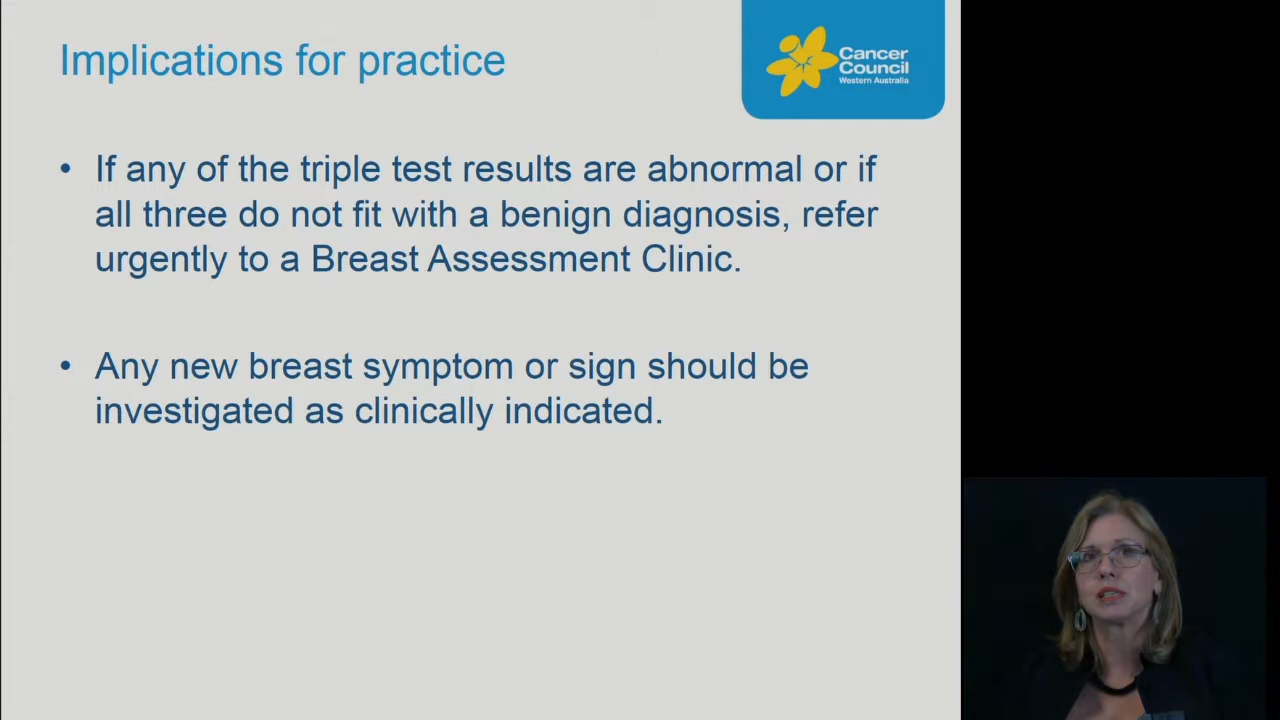 Implications for practice
Cancer
Council
Western Australia
• If any of the triple test results are abnormal or if
all three do not fit with a benign diagnosis, refer
urgently to a Breast Assessment Clinic.
• Any new breast symptom or sign should be
investigated as clinically indicated.